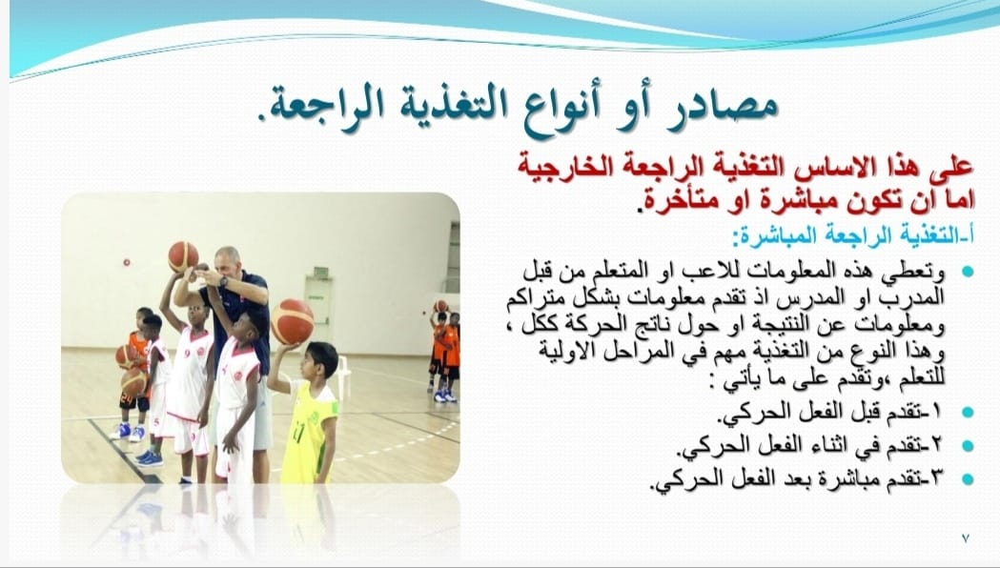 مصادر أو أنواع التغذية الراجعة.
على هذا الاساس التغذية الراجعة الخارجية
اما ان تكون مباشرة او متأخرة.
أ-التغذية الراجعة المباشرة:
وتعطي هذه المعلومات للاعب او المتعلم من قبل
المدرب او المدرس اذ تقدم معلومات بشكل متراكم
ومعلومات عن النتيجة او حول ناتج الحركة ككل ،
وهذا النوع من التغذية مهم في المراحل الاولية
للتعلم ،وتقدم على ما يأتي :
١-تقدم قبل الفعل الحركي.
٢-تقدم في اثناء الفعل الحركي.
٣-تقدم مباشرة بعد الفعل الحركي.
٧